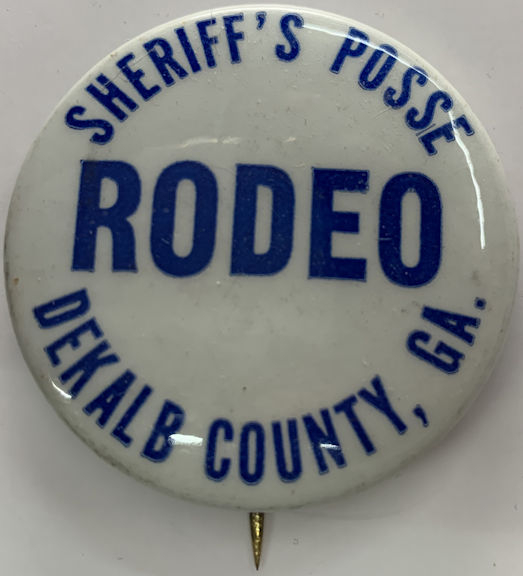 SHERIFF'S POSSE
RODEO
DEKALB COUNTY, GA.